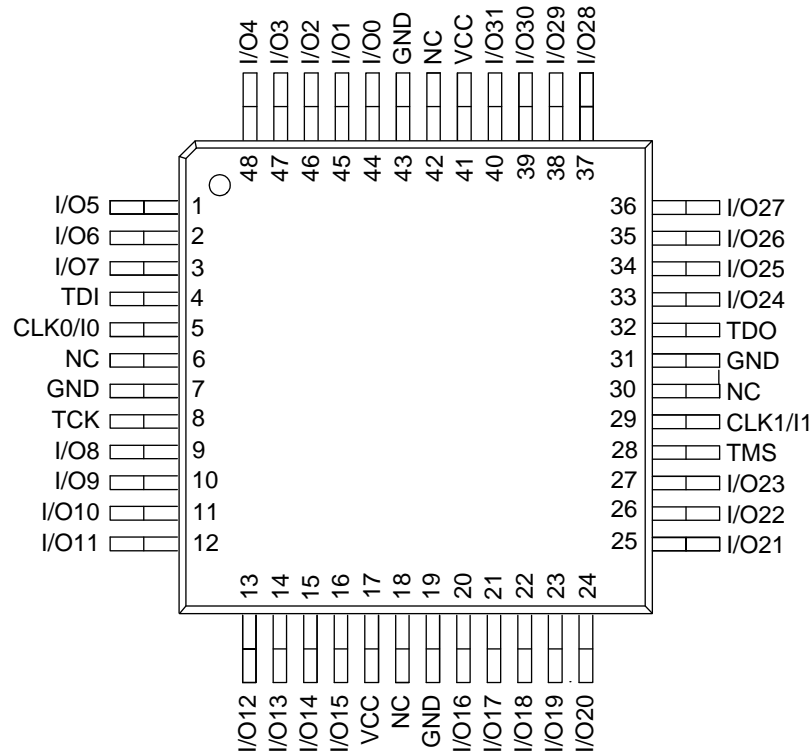 I/O4 I/O3 I/O2 I/O1 I/O0 GND NC VCC I/O31 I/O30 I/O29 I/O28
48 47 46 45 44 43 42 41 40 39 38 37
I/O5 1 36 I/O27
I/O6 2 35 I/O26
I/O7 3 34 I/O25
TDI 4 33 I/O24
CLK0/I0 5 32 TDO
NC 6 31 GND
GND 7 30 NC
TCK 8 29 CLK1/I1
I/O8 9 28 TMS
I/O9 10 27 I/O23
I/O10 11 26 I/O22
I/O11 12 25 I/O21
13 14 15 16 17 18 19 20 21 22 23 24
I/O12 I/O13 I/O14 I/O15 VCC NC GND I/O16 I/O17 I/O18 I/O19 I/O20